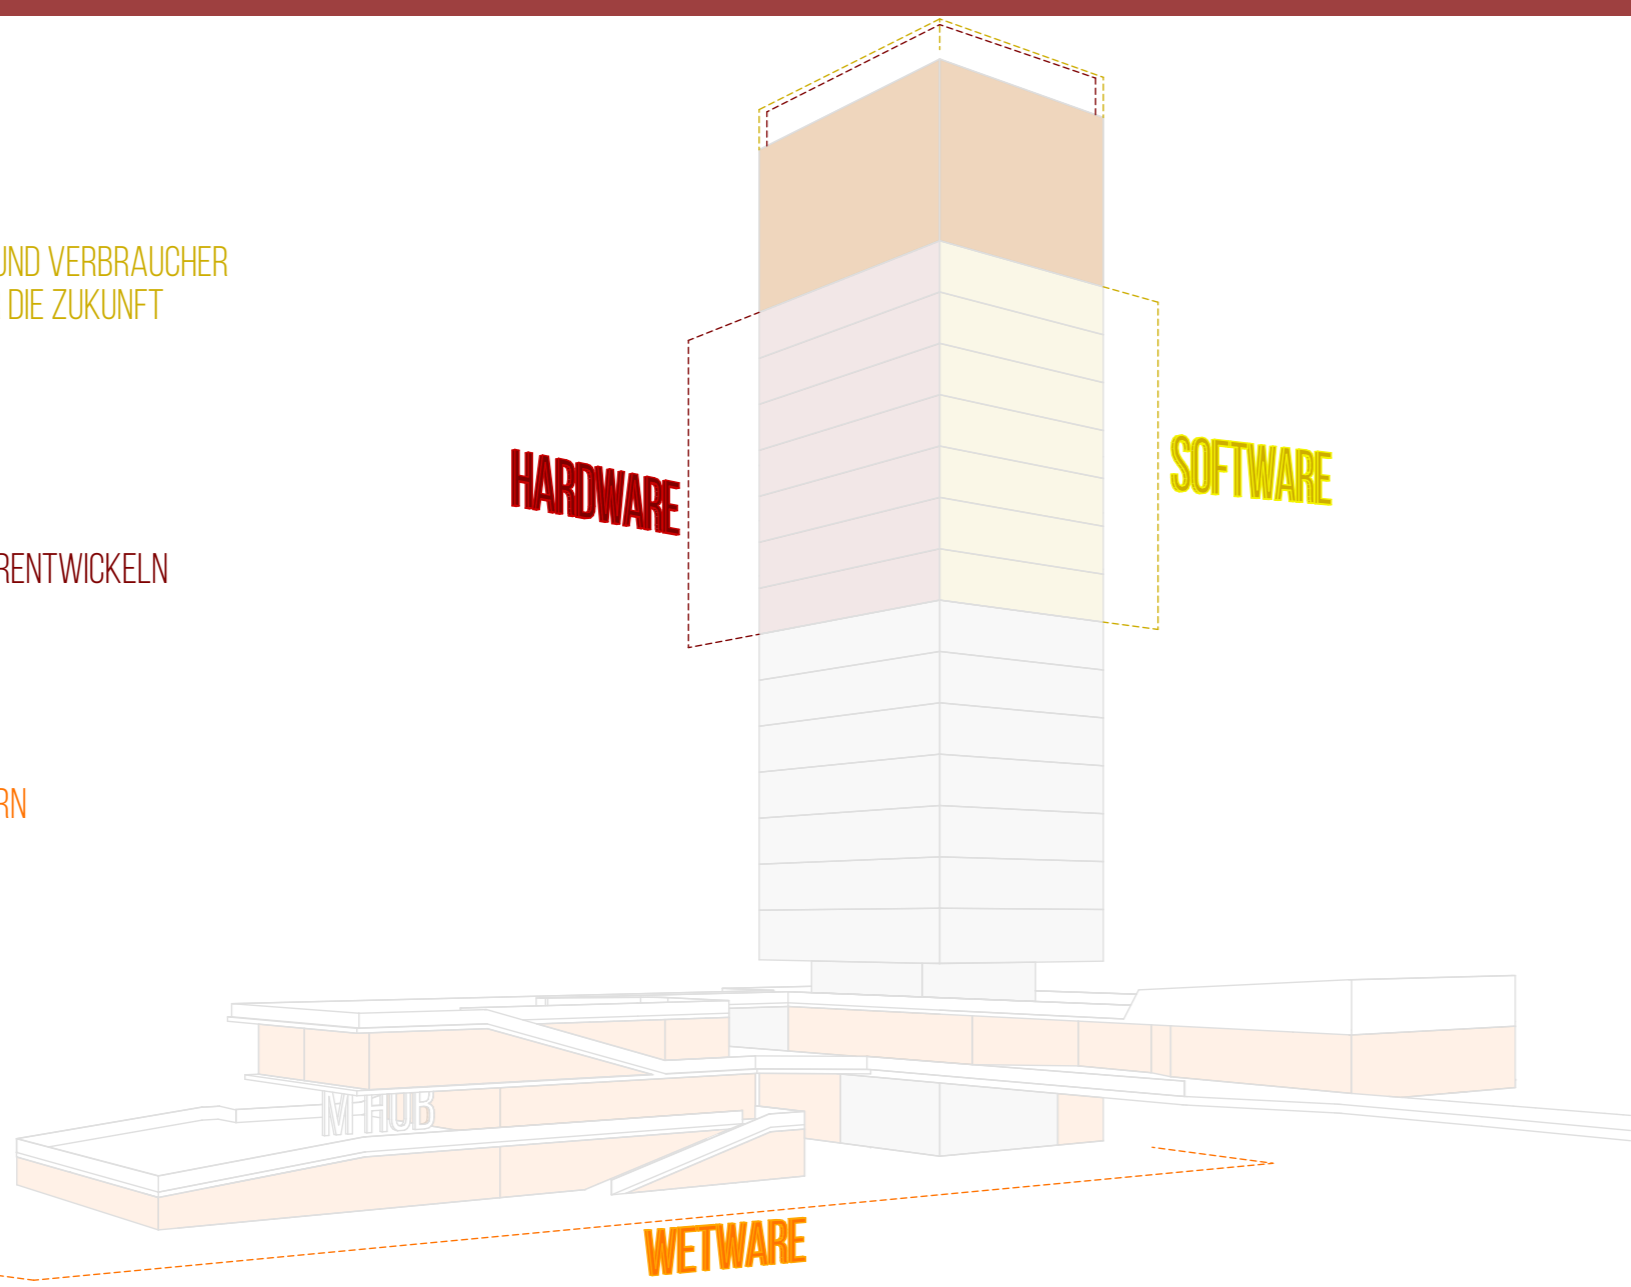 UND VERBRAUCHER
DIE ZUKUNFT
HARDWARE
SOFTWARE
RENTWICKELN
RN
M HUB
WETWARE